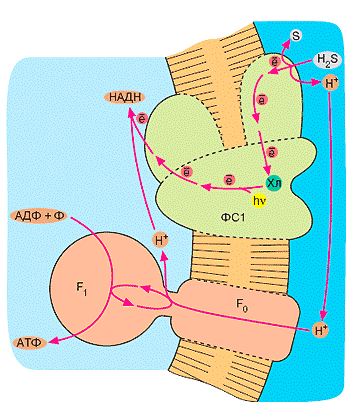 S
ē
H₂S
НАДН
H⁺
ē
ē
ē
ē
ē
ē
Хл
hν
ФС1
АДФ + Ф
H⁺
F₁
F₀
H⁺
АТФ